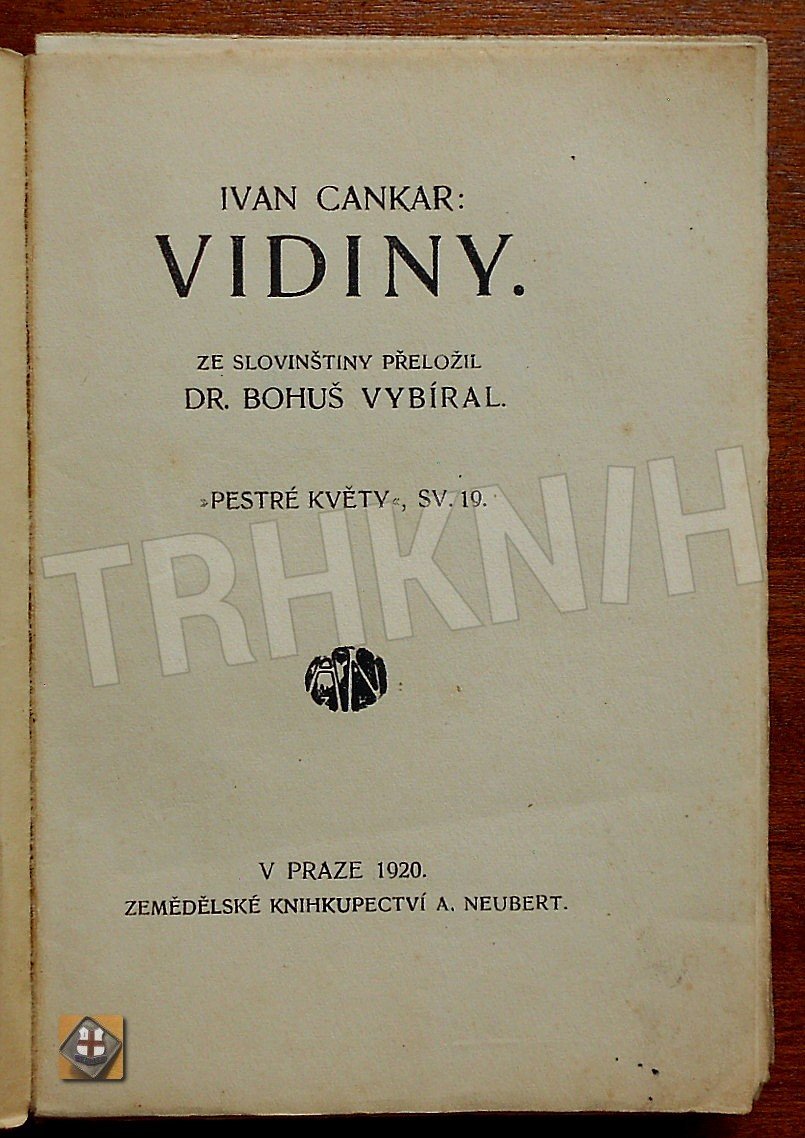 IVAN CANKAR:
VIDINY.
ZE SLOVINŠTINY PŘELOŽIL
DR. BOHUŠ VYBÍRAL.
»PESTRÉ KVĚTY«, SV. 19.
TRHKNIH
V PRAZE 1920.
ZEMĚDĚLSKÉ KNIHKUPECTVÍ A. NEUBERT.